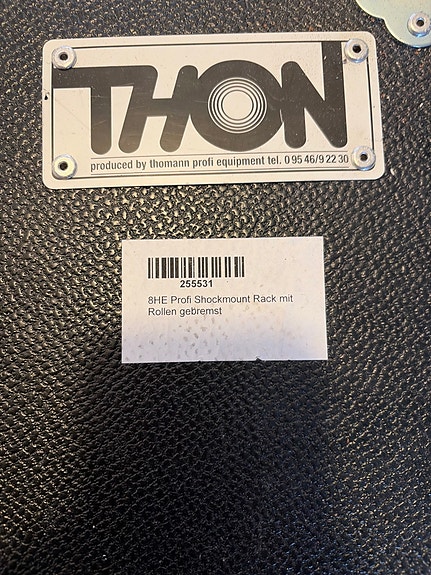 THON
produced by thomann profi equipment tel. 0 95 46/9 22 30
255531
8HE Profi Shockmount Rack mit
Rollen gebremst